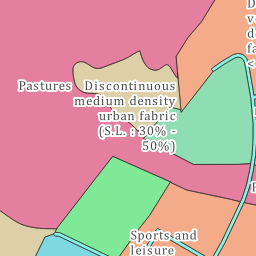 Pastures
Discontinuous
medium density
urban fabric
(S.L. : 30% -
50%)
Sports and
leisure